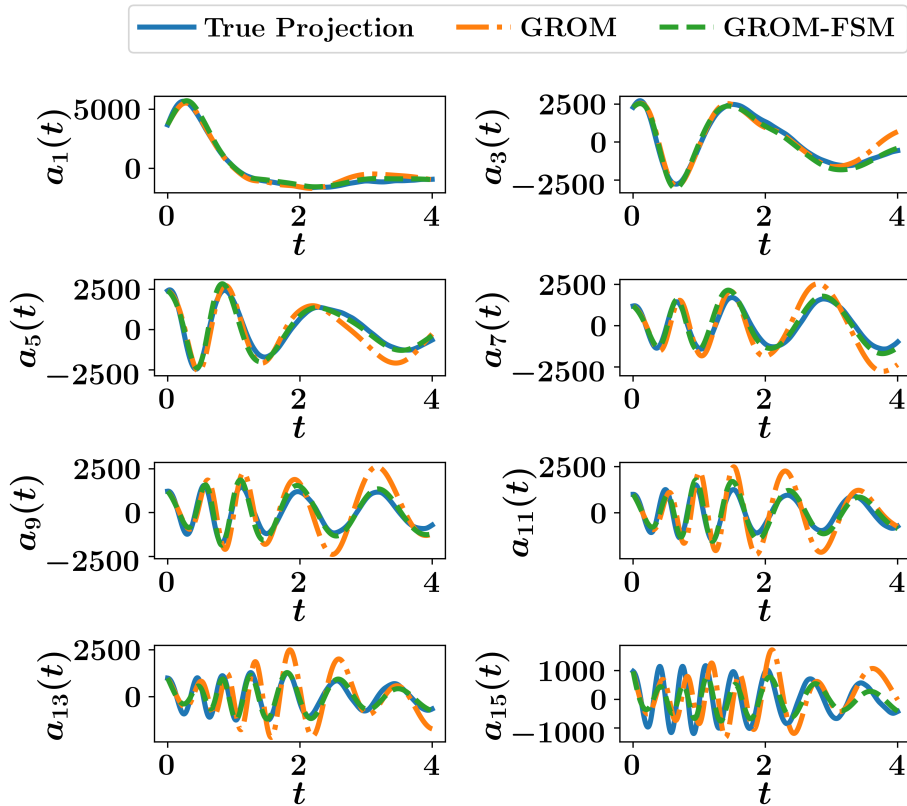 True Projection GROM GROM-FSM
a₁(t) 5000 0 0 2 4 t
a₃(t) 2500 0 −2500 0 2 4 t
a₅(t) 2500 0 −2500 0 2 4 t
a₇(t) 2500 0 −2500 0 2 4 t
a₉(t) 2500 0 −2500 0 2 4 t
a₁₁(t) 2500 0 0 2 4 t
a₁₃(t) 2500 0 0 2 4 t
a₁₅(t) 1000 0 −1000 0 2 4 t